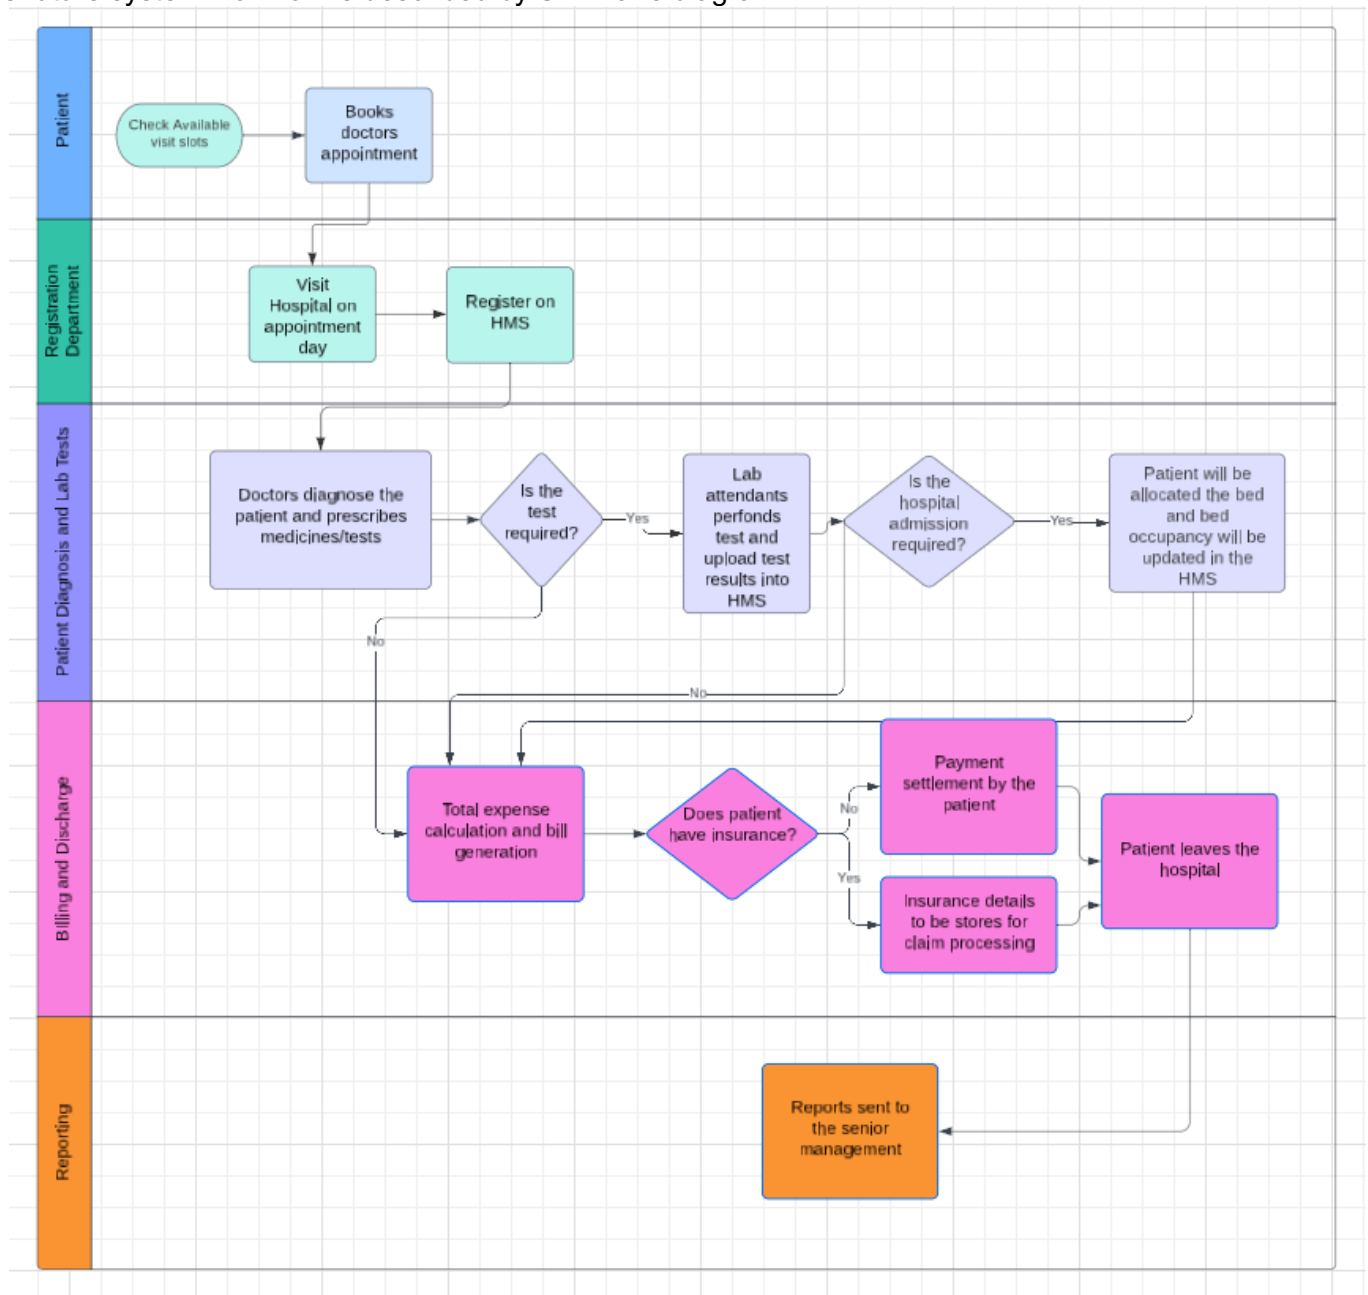 Patient
Check Available
visit slots
Books
doctors
appointment
Registration
Department
Visit
Hospital on
appointment
day
Register on
HMS
Patient Diagnosis and Lab Tests
Doctors diagnose the
patient and prescribes
medicines/tests
Is the
test
required?
Yes
Lab
attendants
perfonds
test and
upload test
results into
HMS
Is the
hospital
admission
required?
Yes
Patient will be
allocated the bed
and bed
occupancy will be
updated in the
HMS
No
No
Billing and Discharge
Total expense
calculation and bill
generation
Does patient
have insurance?
No
Yes
Payment
settlement by the
patient
Insurance details
to be stores for
claim processing
Patient leaves the
hospital
Reporting
Reports sent to
the senior
management